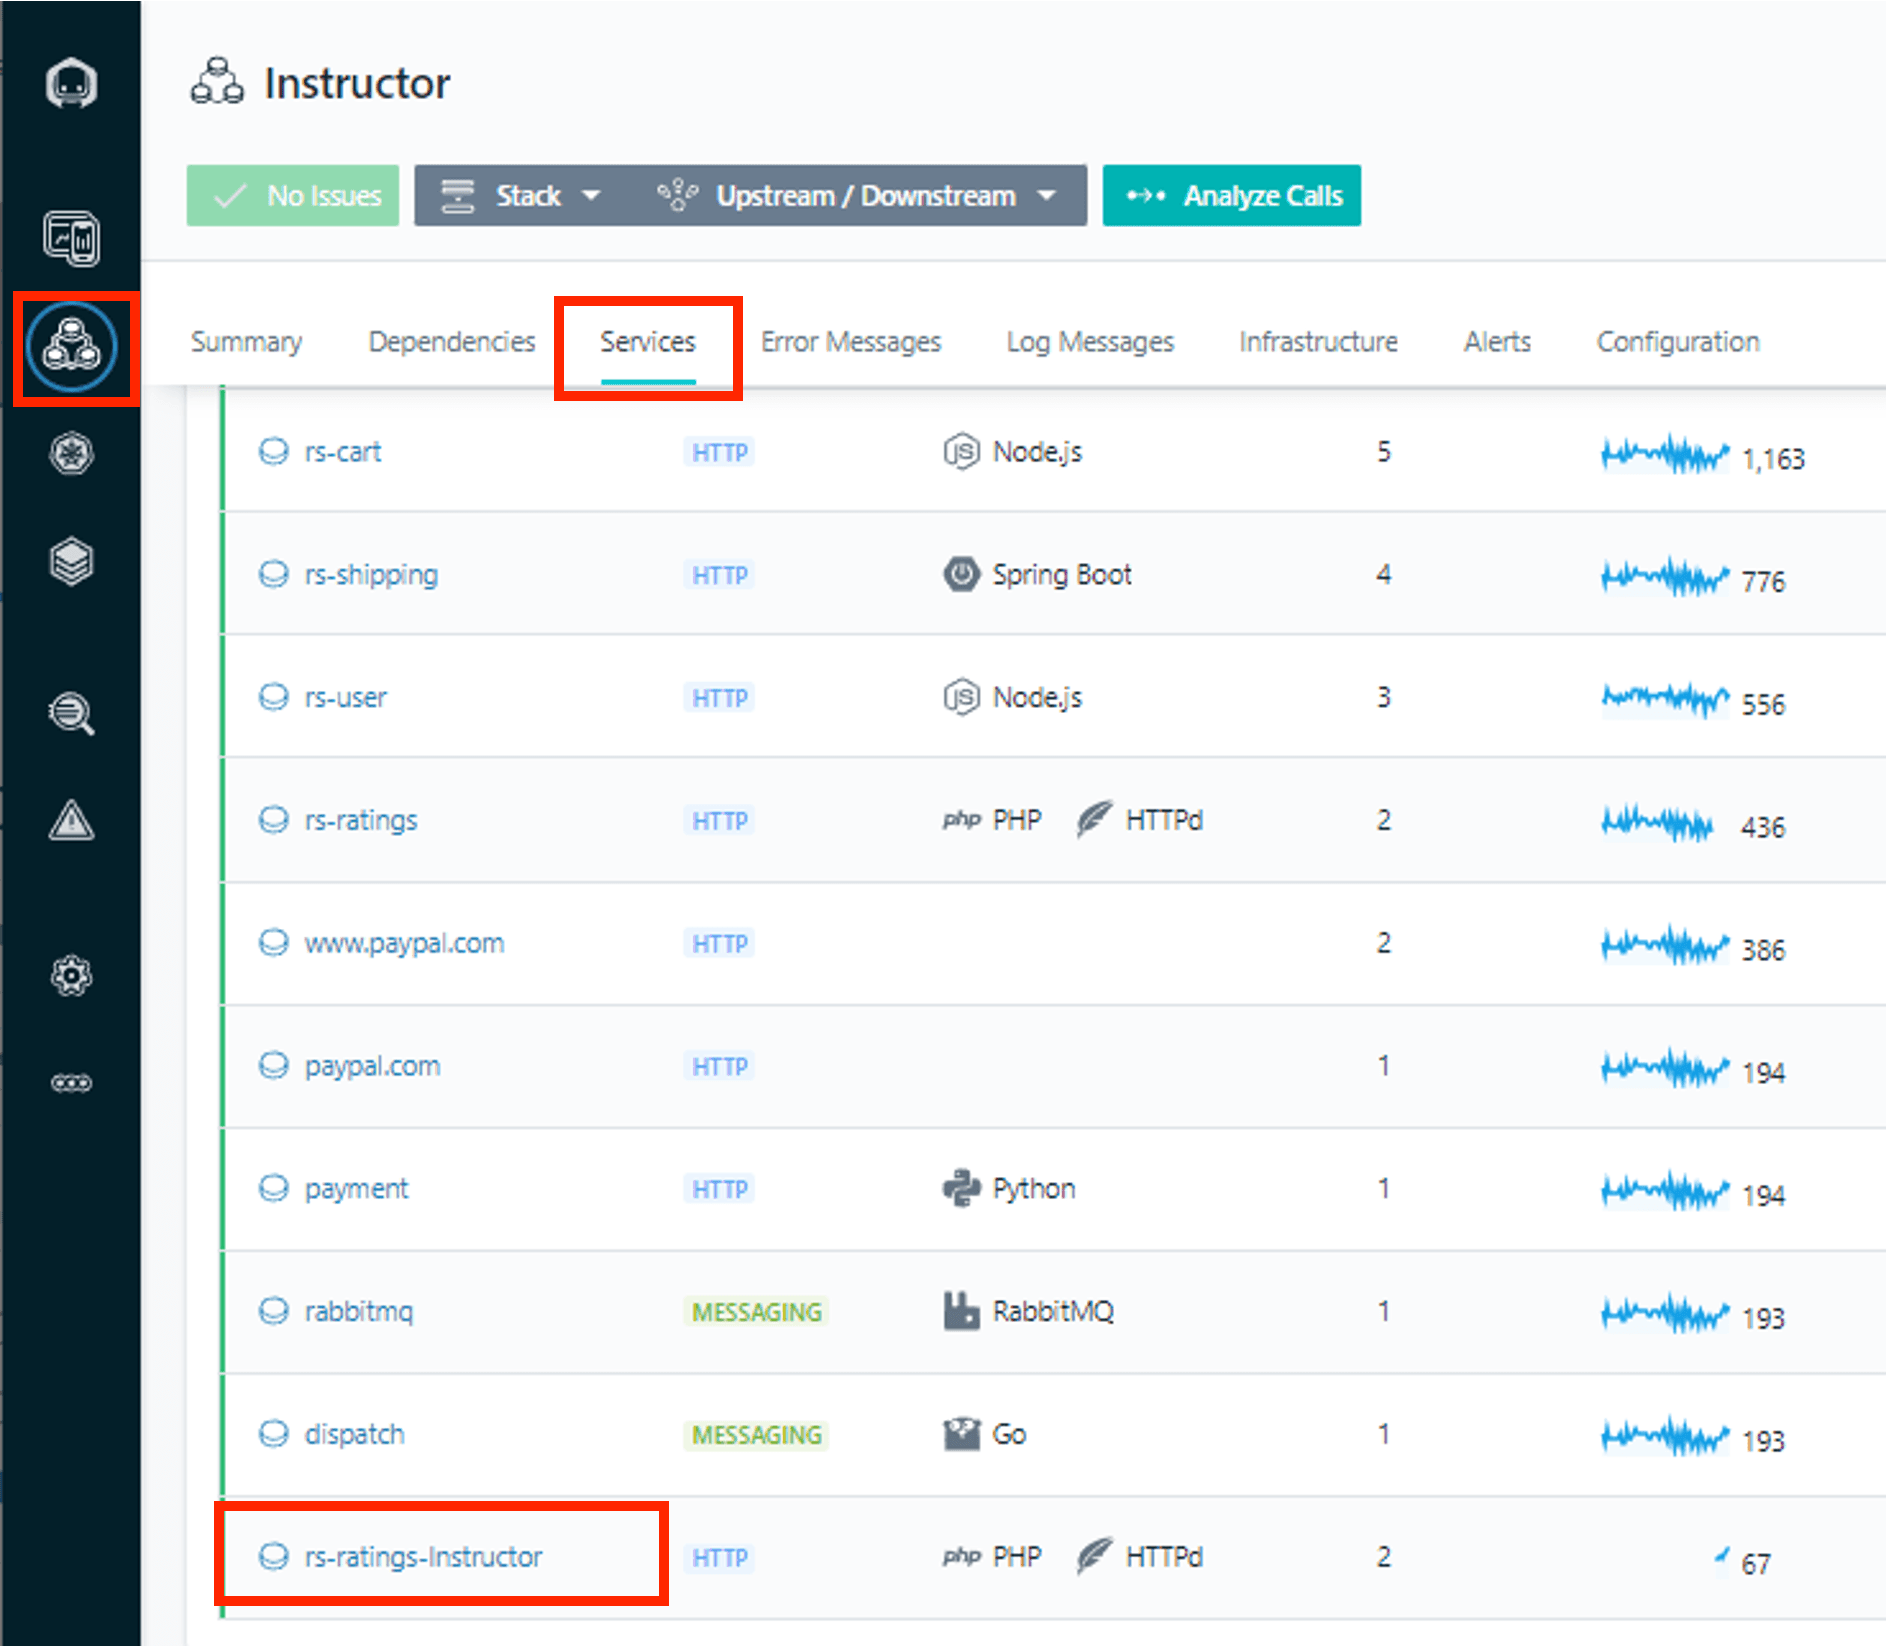 Instructor
No Issues Stack Upstream / Downstream Analyze Calls
Summary Dependencies Services Error Messages Log Messages Infrastructure Alerts Configuration
rs-cart HTTP JS Node.js 5 1,163
rs-shipping HTTP Spring Boot 4 776
rs-user HTTP JS Node.js 3 556
rs-ratings HTTP php PHP HTTPd 2 436
www.paypal.com HTTP 2 386
paypal.com HTTP 1 194
payment HTTP Python 1 194
rabbitmq MESSAGING RabbitMQ 1 193
dispatch MESSAGING Go 1 193
rs-ratings-Instructor HTTP php PHP HTTPd 2 67